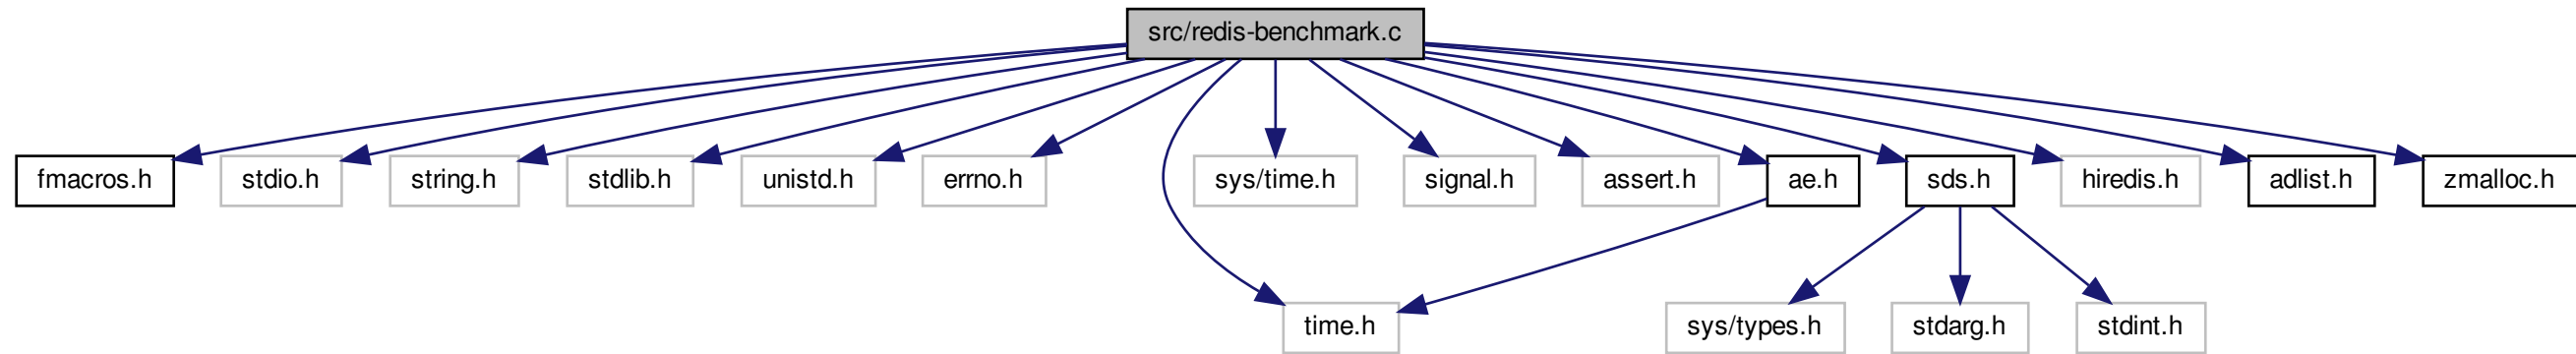 src/redis-benchmark.c
fmacros.h
stdio.h
string.h
stdlib.h
unistd.h
errno.h
sys/time.h
signal.h
assert.h
ae.h
sds.h
hiredis.h
adlist.h
zmalloc.h
time.h
sys/types.h
stdarg.h
stdint.h